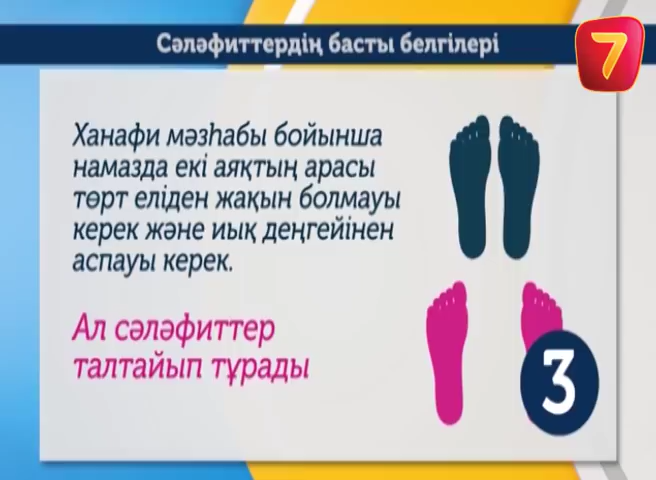 Сәләфиттердің басты белгілері
7
Ханафи мәзһабы бойынша
намазда екі аяқтың арасы
төрт еліден жақын болмауы
керек және иық деңгейінен
аспауы керек.
Ал сәләфиттер
талтайып тұрады
3